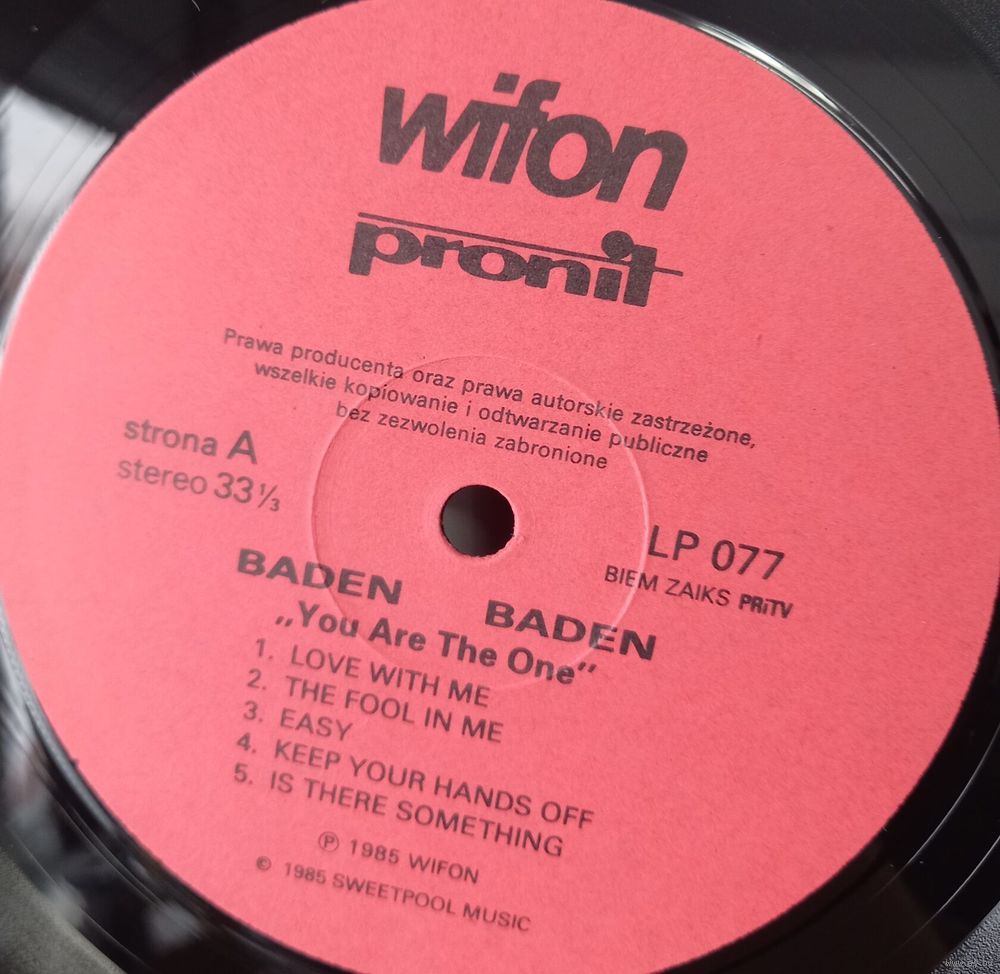 wifon
pronit
Prawa producenta oraz prawa autorskie zastrzeżone,
wszelkie kopiowanie i odtwarzanie publiczne
bez zezwolenia zabronione
strona A
stereo 33 ⅓
LP 077
BIEM ZAIKS PRiTV
BADEN BADEN
„You Are The One”
1. LOVE WITH ME
2. THE FOOL IN ME
3. EASY
4. KEEP YOUR HANDS OFF
5. IS THERE SOMETHING
℗ 1985 WIFON
© 1985 SWEETPOOL MUSIC